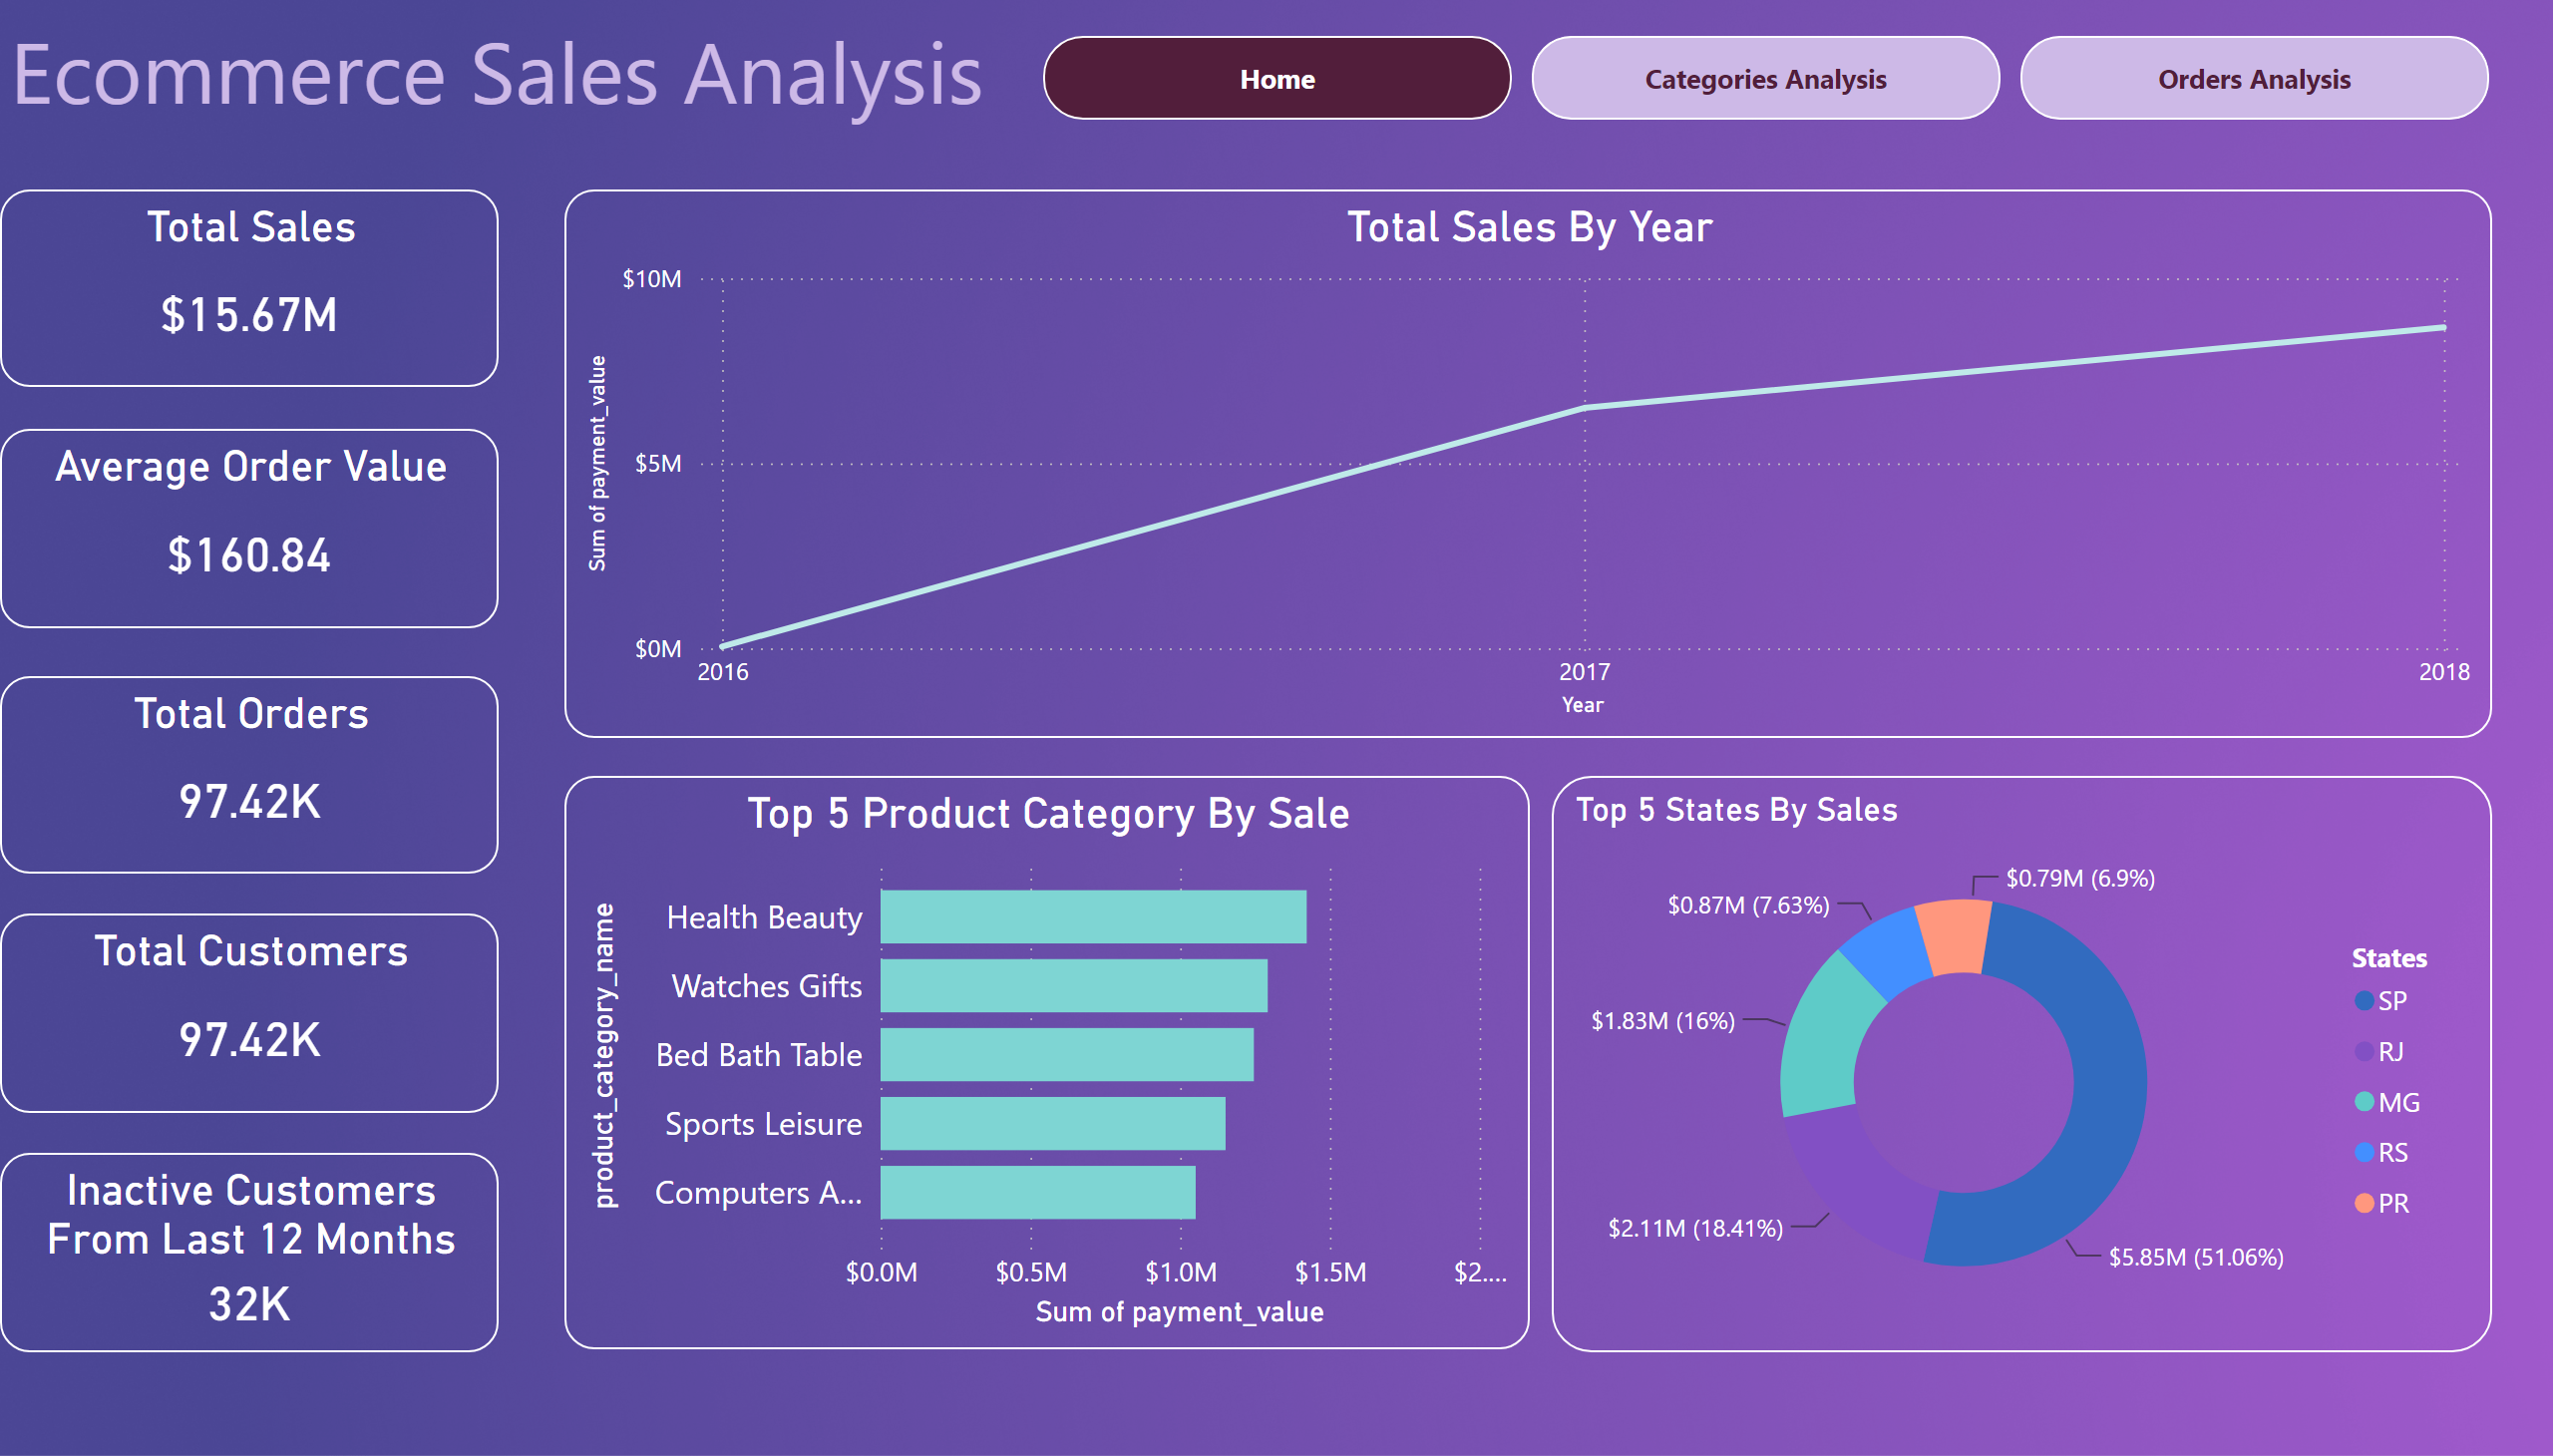 Ecommerce Sales Analysis
Home
Categories Analysis
Orders Analysis
Total Sales
$15.67M
Average Order Value
$160.84
Total Orders
97.42K
Total Customers
97.42K
Inactive Customers
From Last 12 Months
32K
Total Sales By Year
Sum of payment_value
$10M
$5M
$0M
2016
2017
2018
Year
Top 5 Product Category By Sale
product_category_name
Health Beauty
Watches Gifts
Bed Bath Table
Sports Leisure
Computers A...
$0.0M
$0.5M
$1.0M
$1.5M
$2....
Sum of payment_value
Top 5 States By Sales
$0.79M (6.9%)
$0.87M (7.63%)
$1.83M (16%)
$2.11M (18.41%)
$5.85M (51.06%)
States
SP
RJ
MG
RS
PR